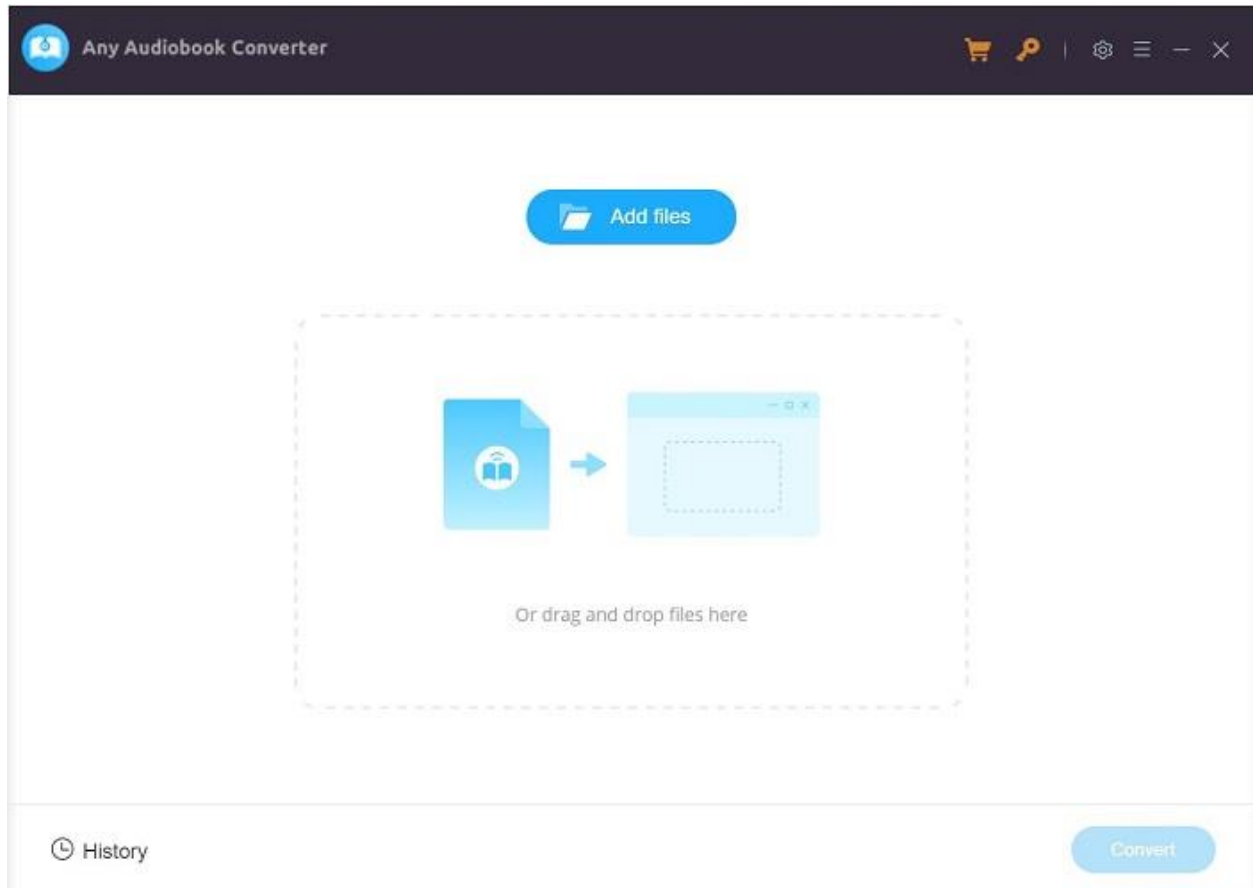 Any Audiobook Converter
Add files
Or drag and drop files here
History
Convert